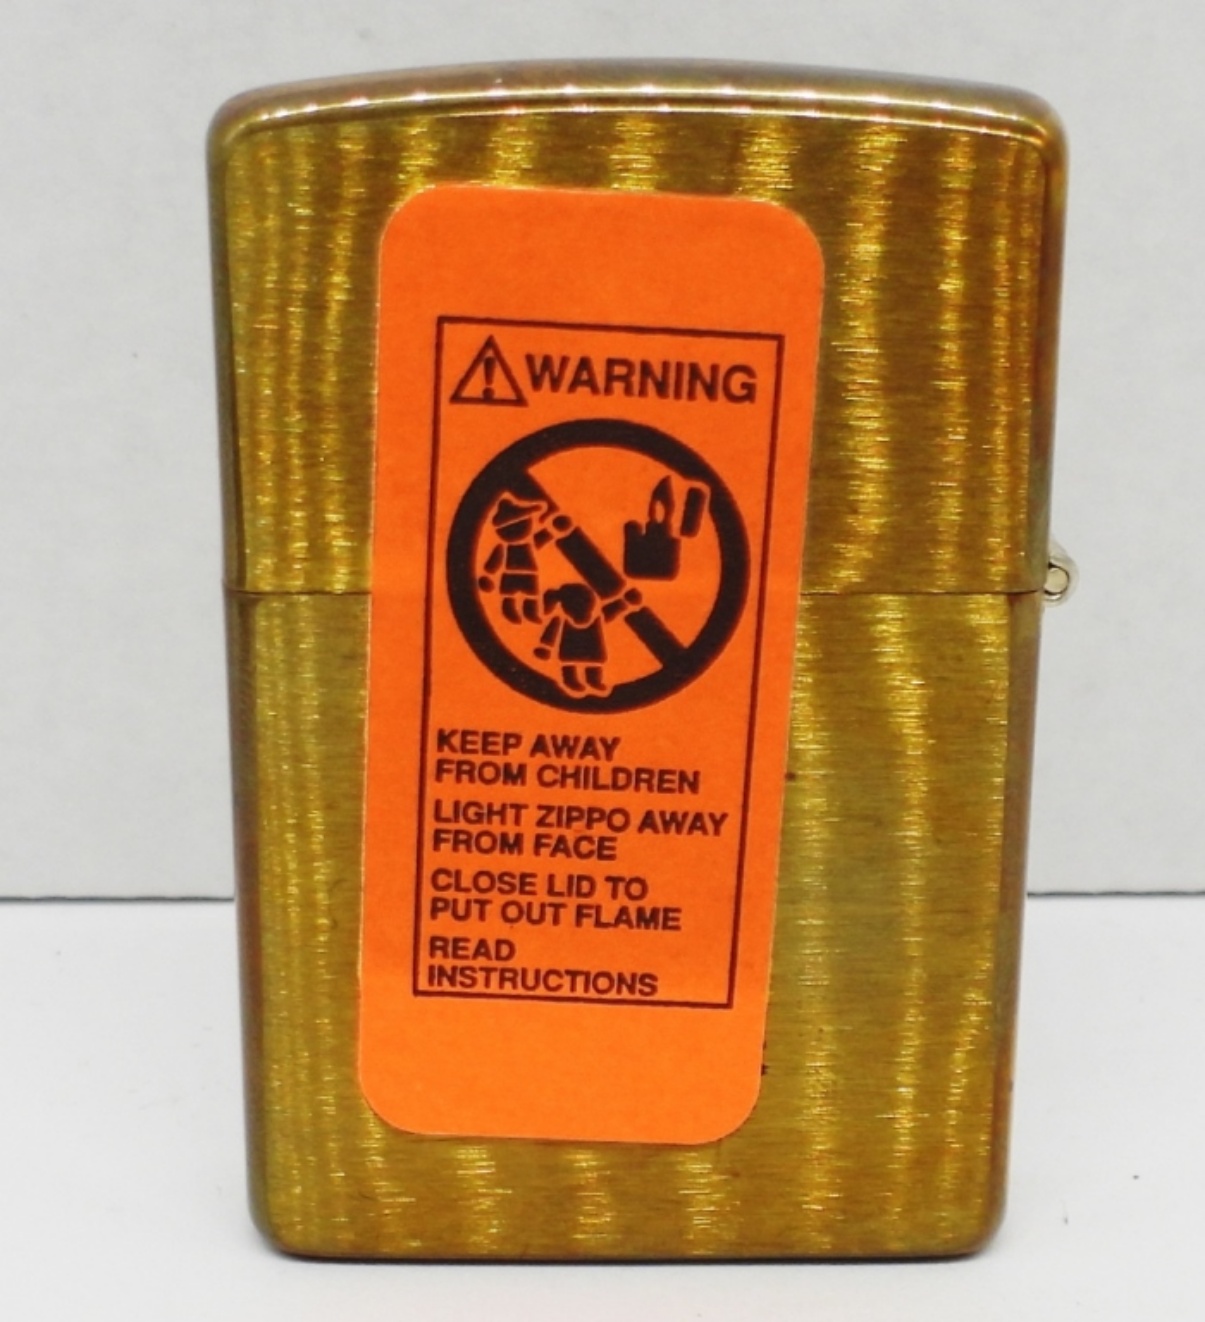 WARNING
KEEP AWAY
FROM CHILDREN
LIGHT ZIPPO AWAY
FROM FACE
CLOSE LID TO
PUT OUT FLAME
READ
INSTRUCTIONS